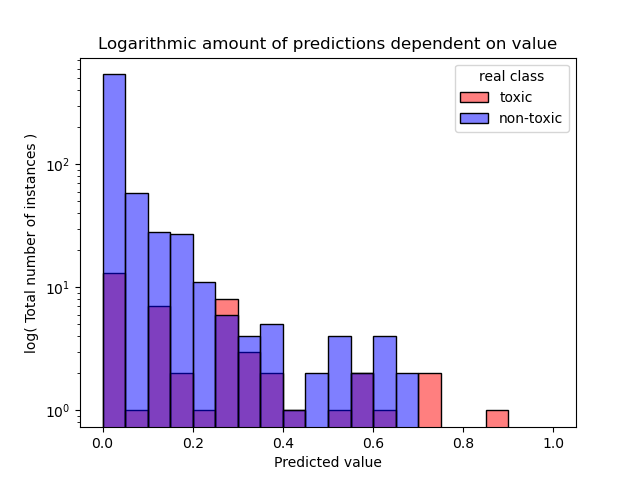 Logarithmic amount of predictions dependent on value
real class
toxic
non-toxic
log( Total number of instances )
10²
10¹
10⁰
0.0 0.2 0.4 0.6 0.8 1.0
Predicted value